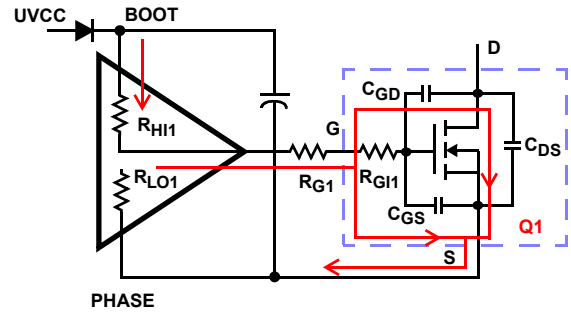 UVCC
BOOT
D
CGD
RHI1
G
CDS
RLO1
RG1
RGI1
CGS
Q1
S
PHASE